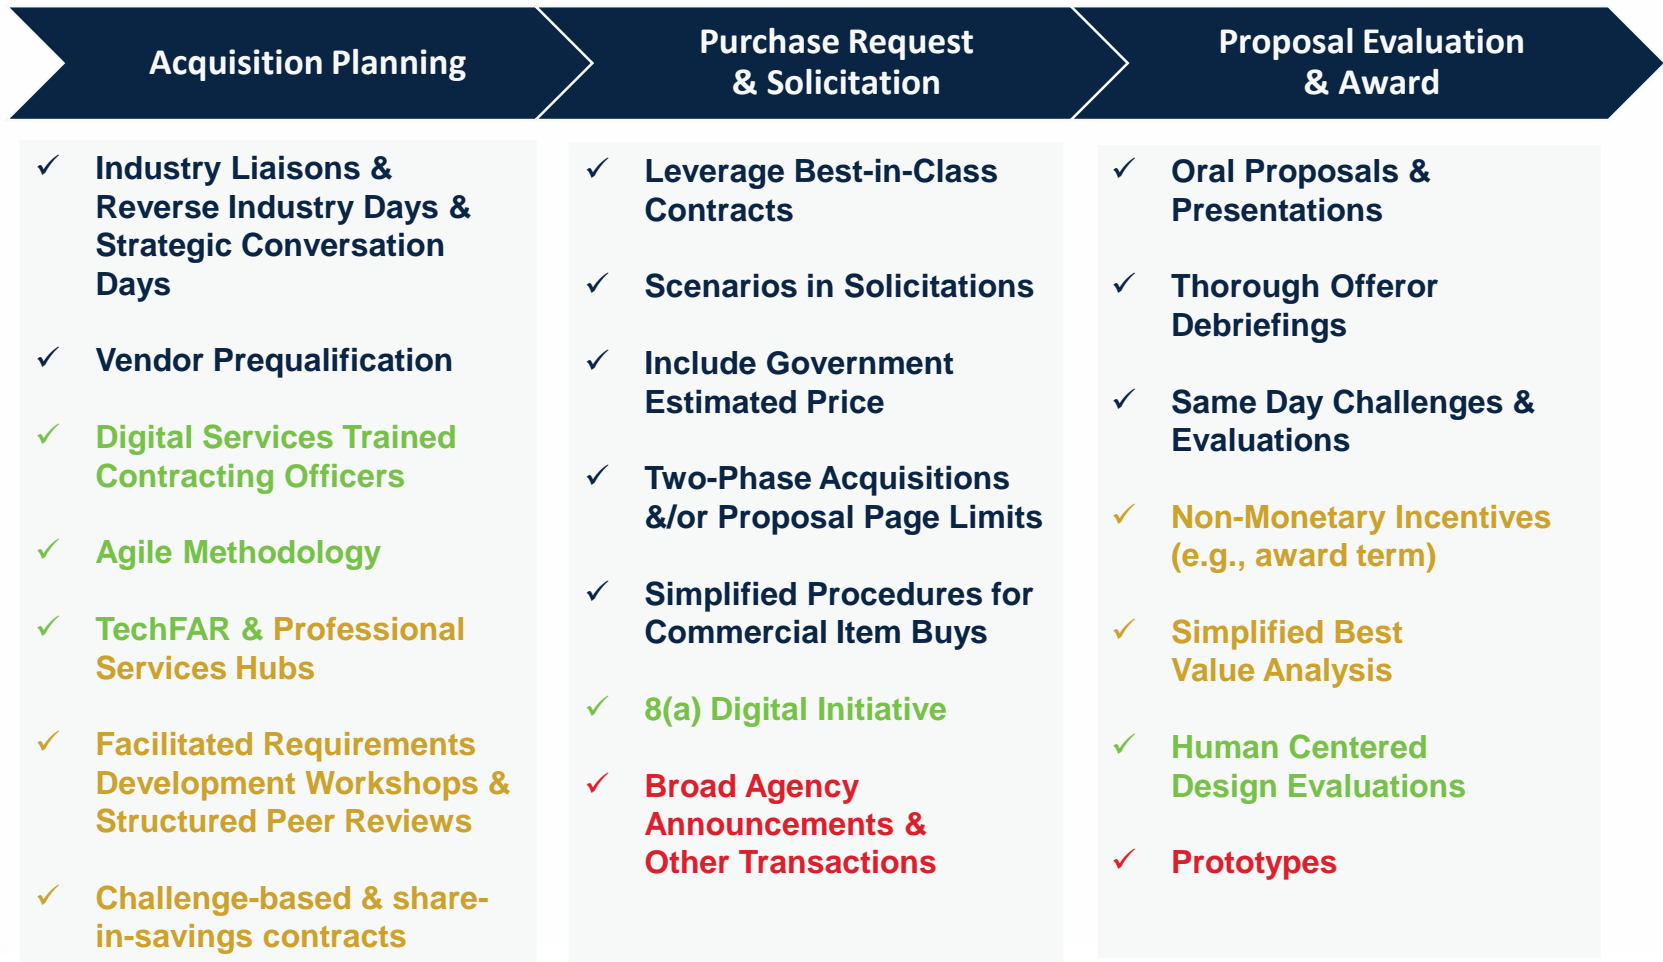 Acquisition Planning
Purchase Request
& Solicitation
Proposal Evaluation
& Award
Industry Liaisons &
Reverse Industry Days &
Strategic Conversation
Days
Vendor Prequalification
Digital Services Trained
Contracting Officers
Agile Methodology
TechFAR & Professional
Services Hubs
Facilitated Requirements
Development Workshops &
Structured Peer Reviews
Challenge-based & share-
in-savings contracts
Leverage Best-in-Class
Contracts
Scenarios in Solicitations
Include Government
Estimated Price
Two-Phase Acquisitions
&/or Proposal Page Limits
Simplified Procedures for
Commercial Item Buys
8(a) Digital Initiative
Broad Agency
Announcements &
Other Transactions
Oral Proposals &
Presentations
Thorough Offeror
Debriefings
Same Day Challenges &
Evaluations
Non-Monetary Incentives
(e.g., award term)
Simplified Best
Value Analysis
Human Centered
Design Evaluations
Prototypes